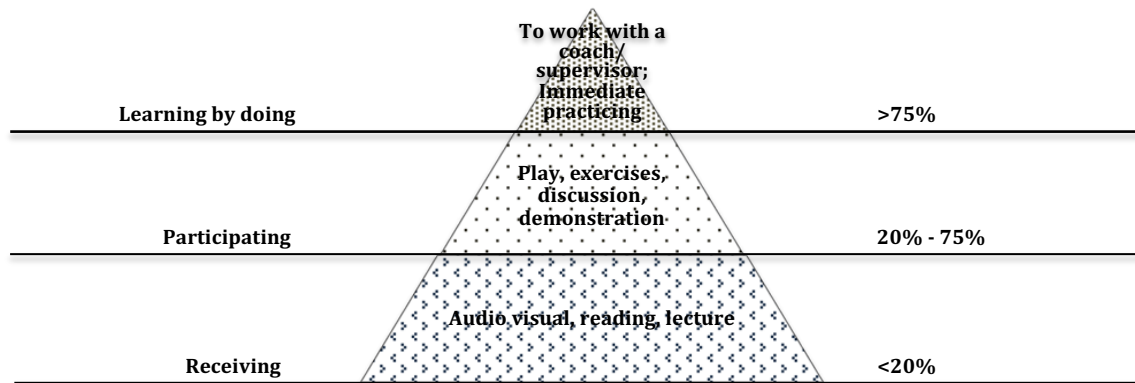 To work with a
coach/
supervisor;
Immediate
practicing
Learning by doing
>75%
Play, exercises,
discussion,
demonstration
Participating
20% - 75%
Audio visual, reading, lecture
Receiving
<20%